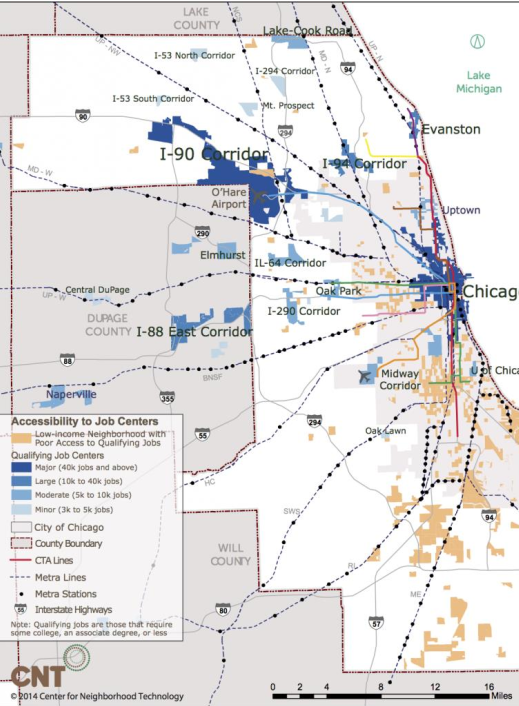 LAKE
COUNTY
UP-NW
NCS
Lake-Cook Road
MD-N
UP-N
I-53 North Corridor
I-294 Corridor
94
Lake
Michigan
I-53 South Corridor
Mt. Prospect
90
294
Evanston
I-90 Corridor
I-94 Corridor
MD-W
O'Hare
Airport
Uptown
290
Elmhurst
IL-64 Corridor
Central DuPage
UP-W
Oak Park
Chicag
DUPAGE
COUNTY
I-290 Corridor
I-88 East Corridor
88
BNSF
Midway
Corridor
U of Chica
Naperville
355
294
Oak Lawn
55
Accessibility to Job Centers
Low-income Neighborhood with
Poor Access to Qualifying Jobs
Qualifying Job Centers
Major (40k jobs and above)
Large (10k to 40k jobs)
Moderate (5k to 10k jobs)
Minor (3k to 5k jobs)
City of Chicago
County Boundary
CTA Lines
Metra Lines
Metra Stations
55 Interstate Highways
Note: Qualifying jobs are those that require
some college, an associate degree, or less
HC
SWS
94
WILL
COUNTY
RI
ME
80
57
CNT
© 2014 Center for Neighborhood Technology
0 2 4 8 12 16
Miles